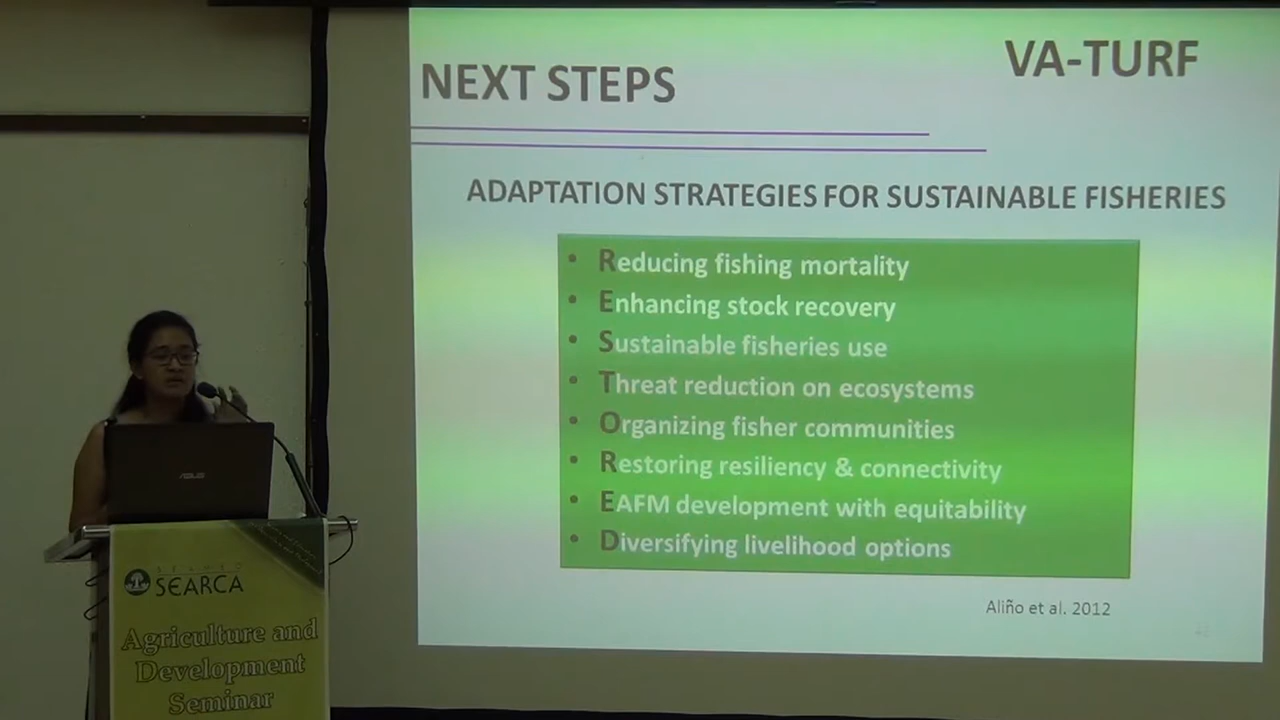 VA-TURF
NEXT STEPS
ADAPTATION STRATEGIES FOR SUSTAINABLE FISHERIES
• Reducing fishing mortality
• Enhancing stock recovery
• Sustainable fisheries use
• Threat reduction on ecosystems
• Organizing fisher communities
• Restoring resiliency & connectivity
• EAFM development with equitability
• Diversifying livelihood options
Aliño et al. 2012
ASUS
SEARCA
Agriculture and
Development
Seminar